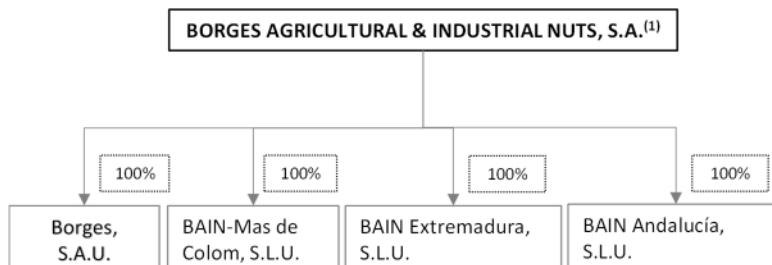 BORGES AGRICULTURAL & INDUSTRIAL NUTS, S.A.(1)
100%
100%
100%
100%
Borges,
S.A.U.
BAIN-Mas de
Colom, S.L.U.
BAIN Extremadura,
S.L.U.
BAIN Andalucía,
S.L.U.